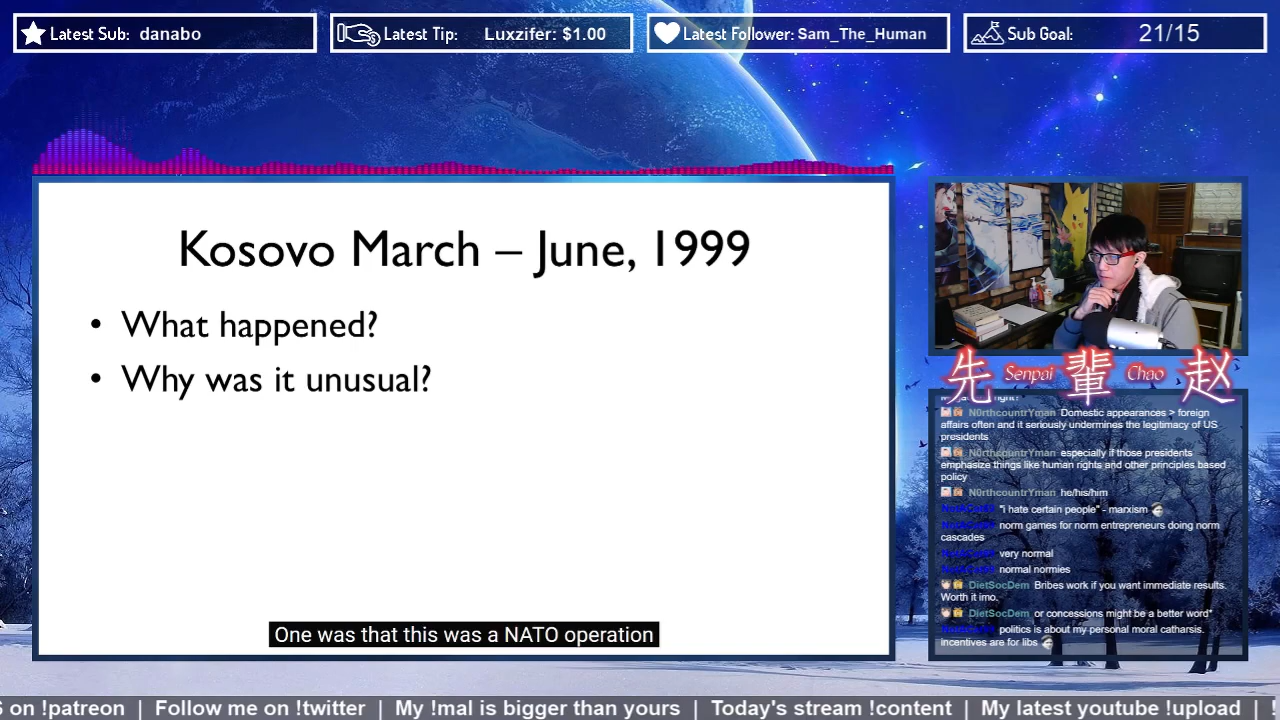 Latest Sub: danabo
Latest Tip: Luxzifer: $1.00
Latest Follower: Sam_The_Human
Sub Goal: 21/15
Kosovo March – June, 1999
• What happened?
• Why was it unusual?
One was that this was a NATO operation
先 Senpai 輩 Chao 赵
right?
N0rthcountrYman Domestic appearances > foreign
affairs often and it seriously undermines the legitimacy of US
presidents
N0rthcountrYman especially if those presidents
emphasize things like human rights and other principles based
policy
N0rthcountrYman he/his/him
"i hate certain people" - marxism
norm games for norm entrepreneurs doing norm
cascades
very normal
normal normies
DietSocDem Bribes work if you want immediate results.
Worth it imo.
DietSocDem or concessions might be a better word*
politics is about my personal moral catharsis.
incentives are for libs
S on !patreon | Follow me on !twitter | My !mal is bigger than yours | Today's stream !content | My latest youtube !upload | !